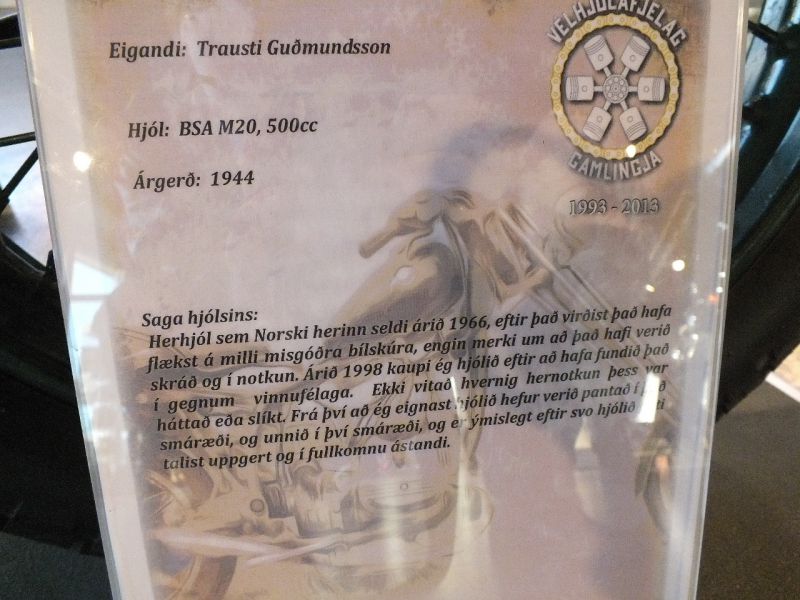 VÉLHJÓLAFJELAG
GAMLINGJA
1993 - 2013
Eigandi: Trausti Guðmundsson
Hjól: BSA M20, 500cc
Árgerð: 1944
Saga hjólsins:
Herhjól sem Norski herinn seldi árið 1966, eftir það virðist það hafa
flækst á milli misgóðra bílskúra, engin merki um að það hafi verið
skráð og í notkun. Árið 1998 kaupi ég hjólið eftir að hafa fundið það
í gegnum vinnufélaga. Ekki vitað hvernig hernotkun þess var
háttað eða slíkt. Frá því að ég eignast hjólið hefur verið pantað í það
smáræði, og unnið í því smáræði, og er ýmislegt eftir svo hjólið
talist uppgert og í fullkomnu ástandi.